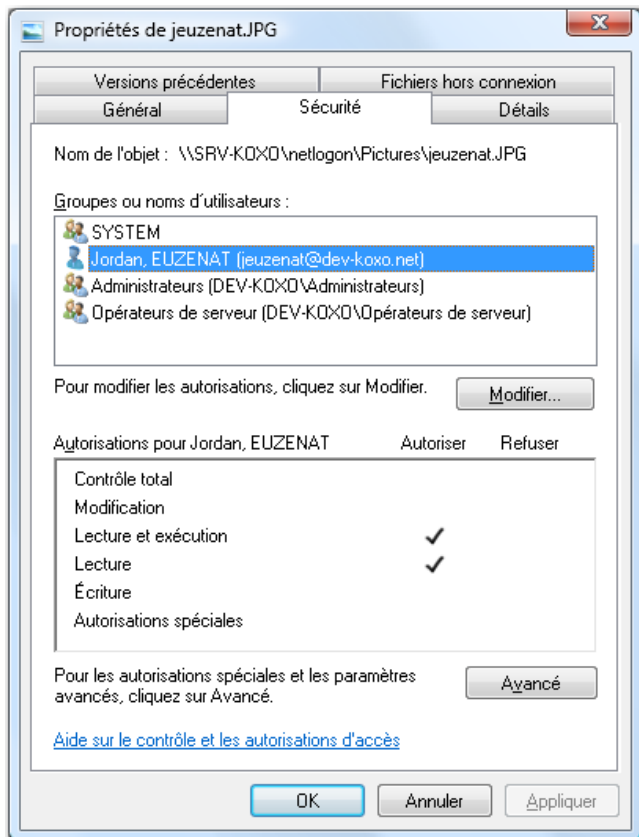 Propriétés de jeuzenat.JPG
Versions précédentes
Fichiers hors connexion
Général
Sécurité
Détails
Nom de l'objet : \\SRV-KOXO\netlogon\Pictures\jeuzenat.JPG
Groupes ou noms d'utilisateurs :
SYSTEM
Jordan, EUZENAT (jeuzenat@dev-koxo.net)
Administrateurs (DEV-KOXO\Administrateurs)
Opérateurs de serveur (DEV-KOXO\Opérateurs de serveur)
Pour modifier les autorisations, cliquez sur Modifier.
Modifier...
Autorisations pour Jordan, EUZENAT
Autoriser
Refuser
Contrôle total
Modification
Lecture et exécution
Lecture
Écriture
Autorisations spéciales
Pour les autorisations spéciales et les paramètres
avancés, cliquez sur Avancé.
Avancé
Aide sur le contrôle et les autorisations d'accès
OK
Annuler
Appliquer